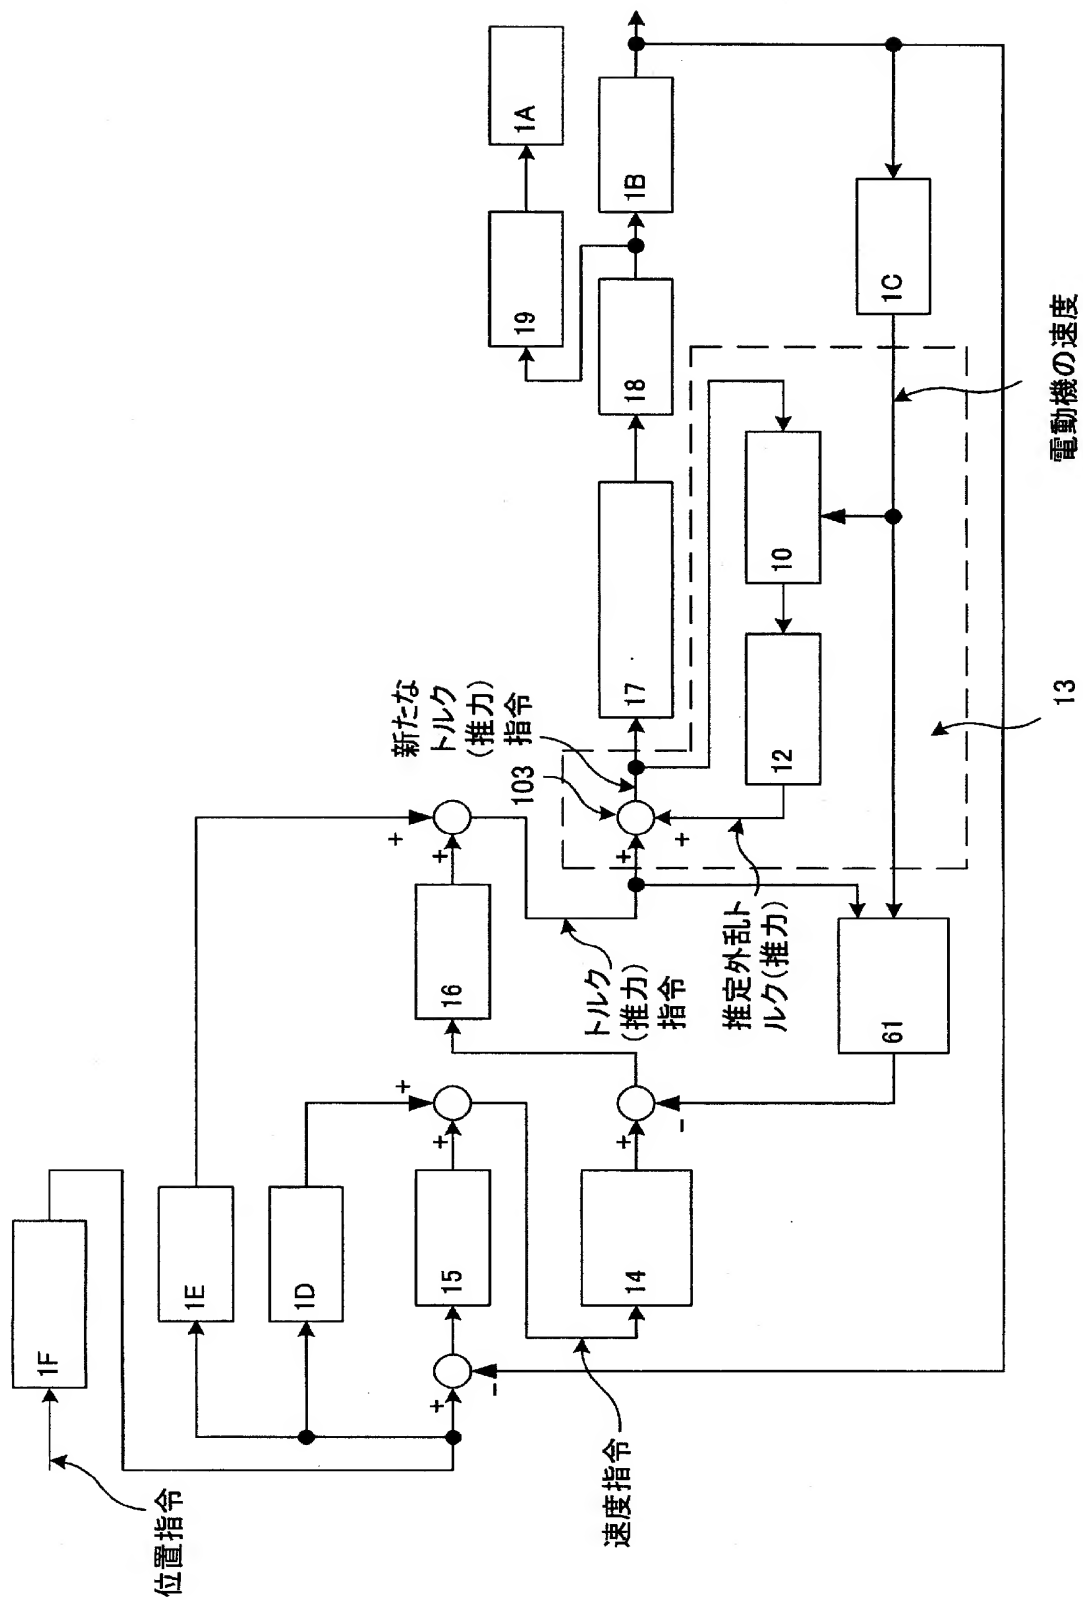 位置指令
1F
1E
1D
15
14
速度指令
+
-
+
+
+
-
16
トルク
(推力)
指令
+
+
+
+
推定外乱ト
ルク(推力)
61
103
新たな
トルク
(推力)
指令
17
12
10
13
18
19
1A
1B
1C
電動機の速度